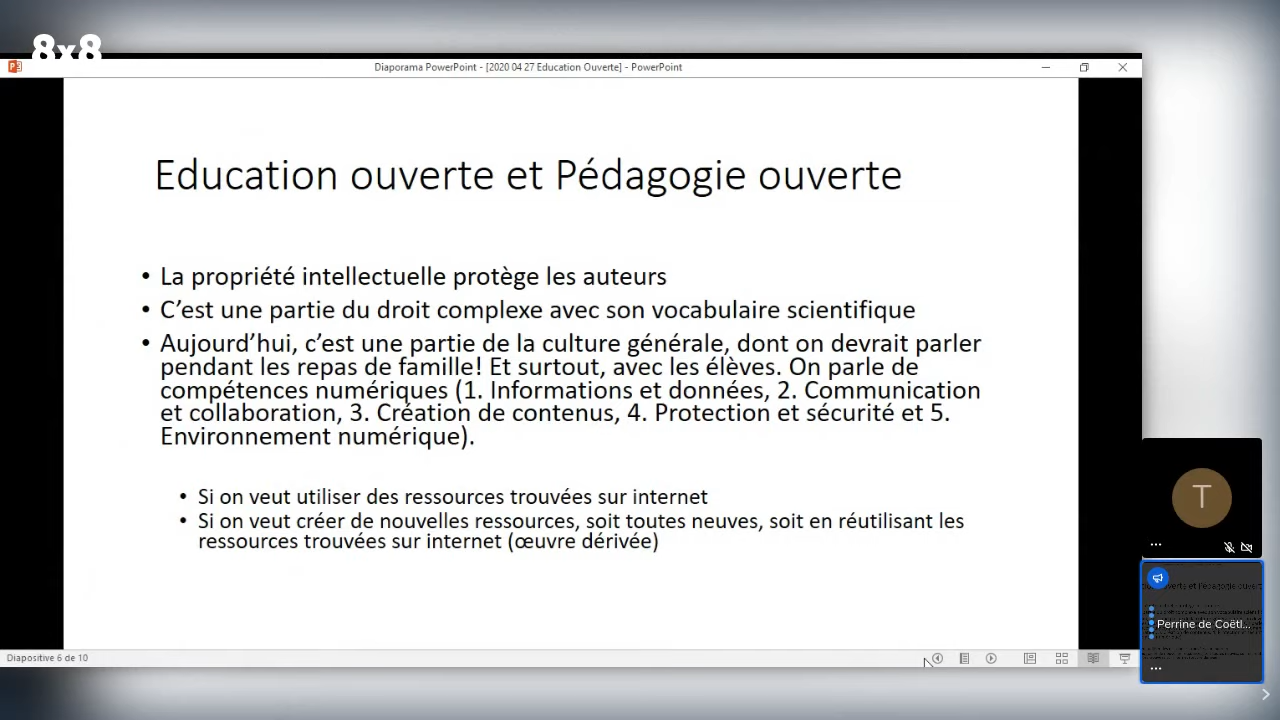 8x8
Diaporama PowerPoint - [2020 04 27 Education Ouverte] - PowerPoint
Education ouverte et Pédagogie ouverte
• La propriété intellectuelle protège les auteurs
• C’est une partie du droit complexe avec son vocabulaire scientifique
• Aujourd’hui, c’est une partie de la culture générale, dont on devrait parler
pendant les repas de famille! Et surtout, avec les élèves. On parle de
compétences numériques (1. Informations et données, 2. Communication
et collaboration, 3. Création de contenus, 4. Protection et sécurité et 5.
Environnement numérique).
• Si on veut utiliser des ressources trouvées sur internet
• Si on veut créer de nouvelles ressources, soit toutes neuves, soit en réutilisant les
ressources trouvées sur internet (œuvre dérivée)
T
Perrine de Coëtl...
Diapositive 6 de 10